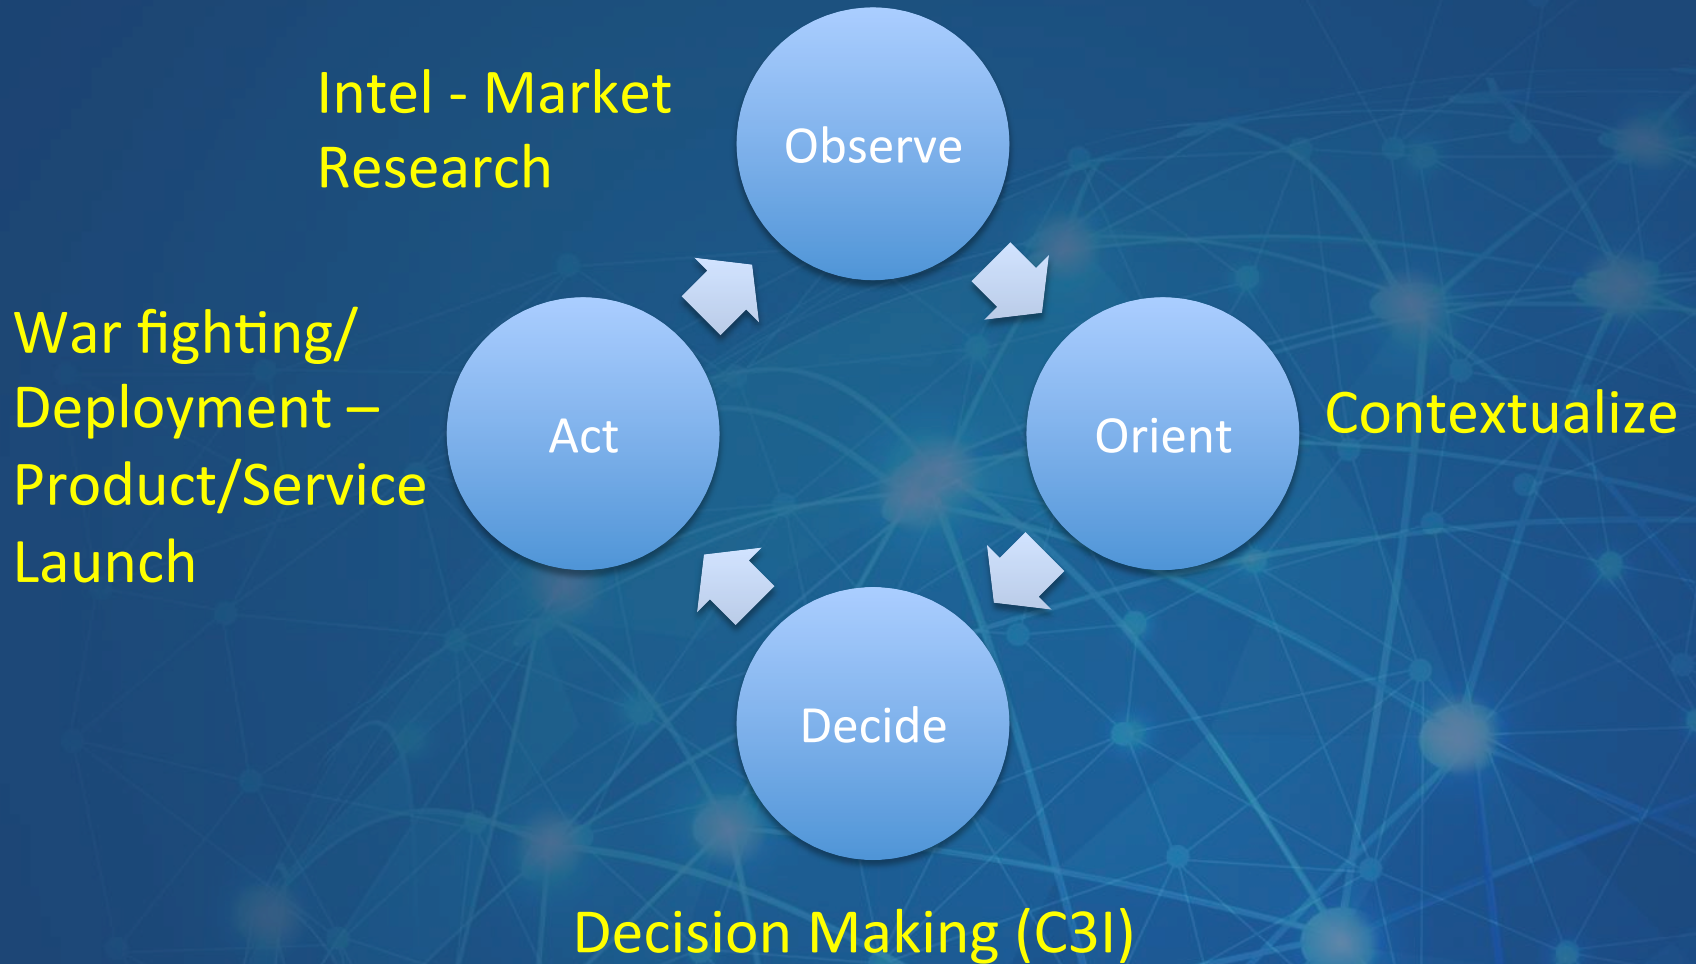 Intel - Market
Research
Observe
War fighting/
Deployment –
Product/Service
Launch
Act
Orient
Contextualize
Decide
Decision Making (C3I)